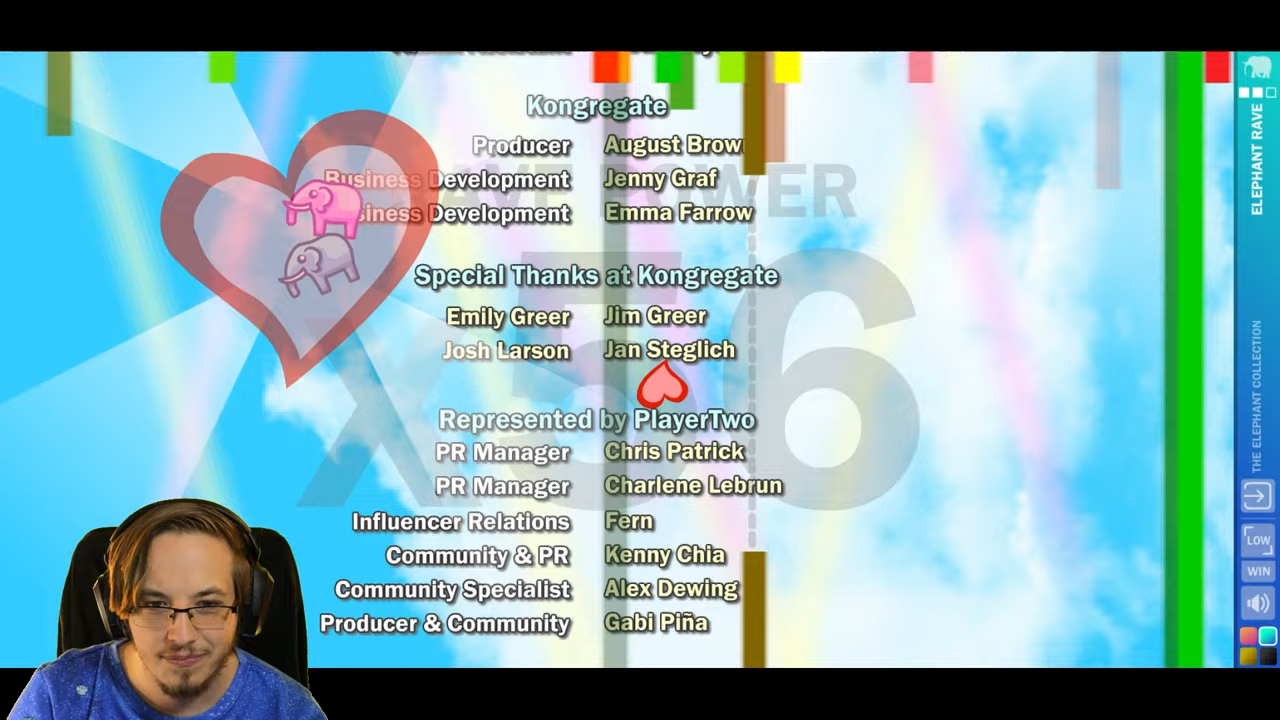 Kongregate
Producer August Brow
Business Development Jenny Graf
Business Development Emma Farrow
RAVE POWER
x56
Special Thanks at Kongregate
Emily Greer Jim Greer
Josh Larson Jan Steglich
Represented by PlayerTwo
PR Manager Chris Patrick
PR Manager Charlene Lebrun
Influencer Relations Fern
Community & PR Kenny Chia
Community Specialist Alex Dewing
Producer & Community Gabi Piña
ELEPHANT RAVE
THE ELEPHANT COLLECTION
LOW
WIN